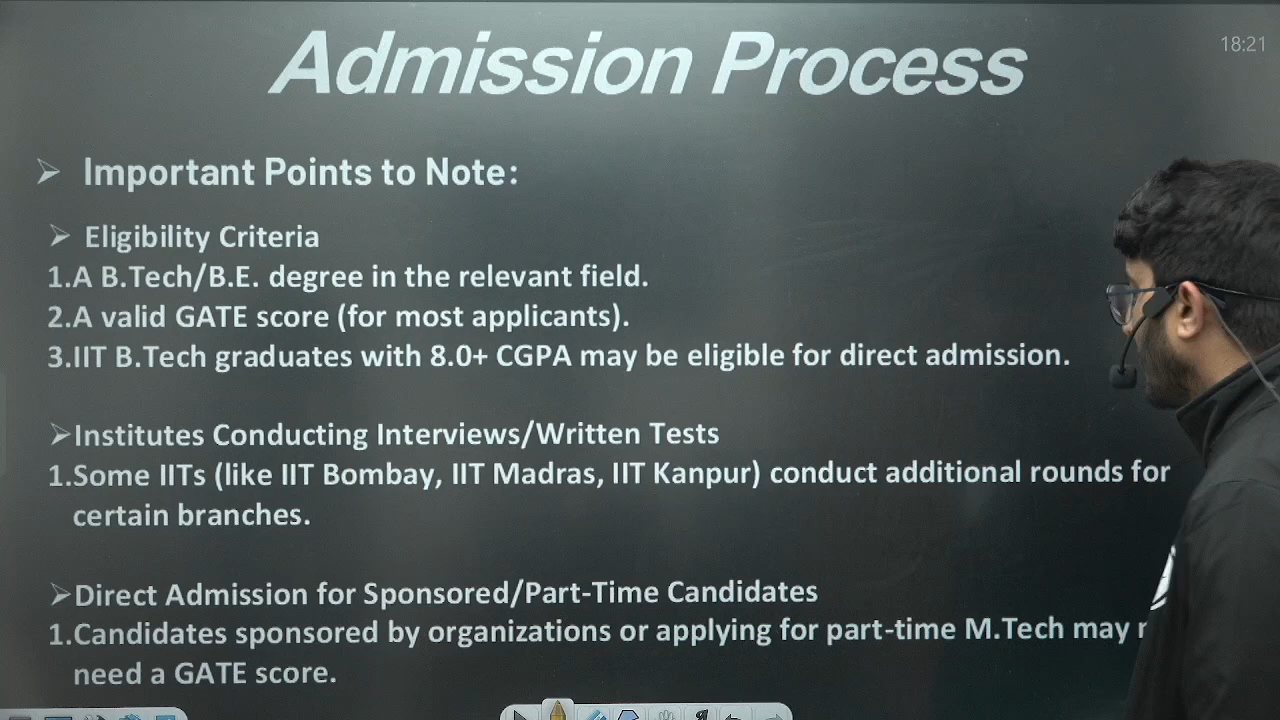 Admission Process
18:21
Important Points to Note:
Eligibility Criteria
1.A B.Tech/B.E. degree in the relevant field.
2.A valid GATE score (for most applicants).
3.IIT B.Tech graduates with 8.0+ CGPA may be eligible for direct admission.
Institutes Conducting Interviews/Written Tests
1.Some IITs (like IIT Bombay, IIT Madras, IIT Kanpur) conduct additional rounds for
certain branches.
Direct Admission for Sponsored/Part-Time Candidates
1.Candidates sponsored by organizations or applying for part-time M.Tech may
need a GATE score.